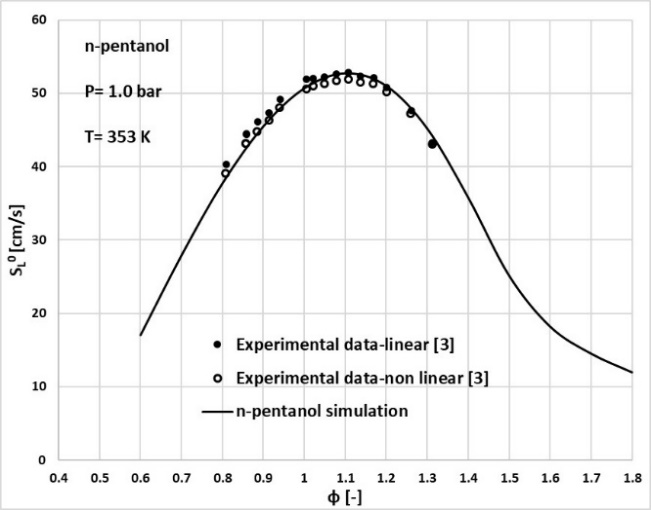 60
50
40
30
20
10
0
S_L^0 [cm/s]
n-pentanol
P= 1.0 bar
T= 353 K
Experimental data-linear [3]
Experimental data-non linear [3]
n-pentanol simulation
0.4 0.5 0.6 0.7 0.8 0.9 1 1.1 1.2 1.3 1.4 1.5 1.6 1.7 1.8
ϕ [-]